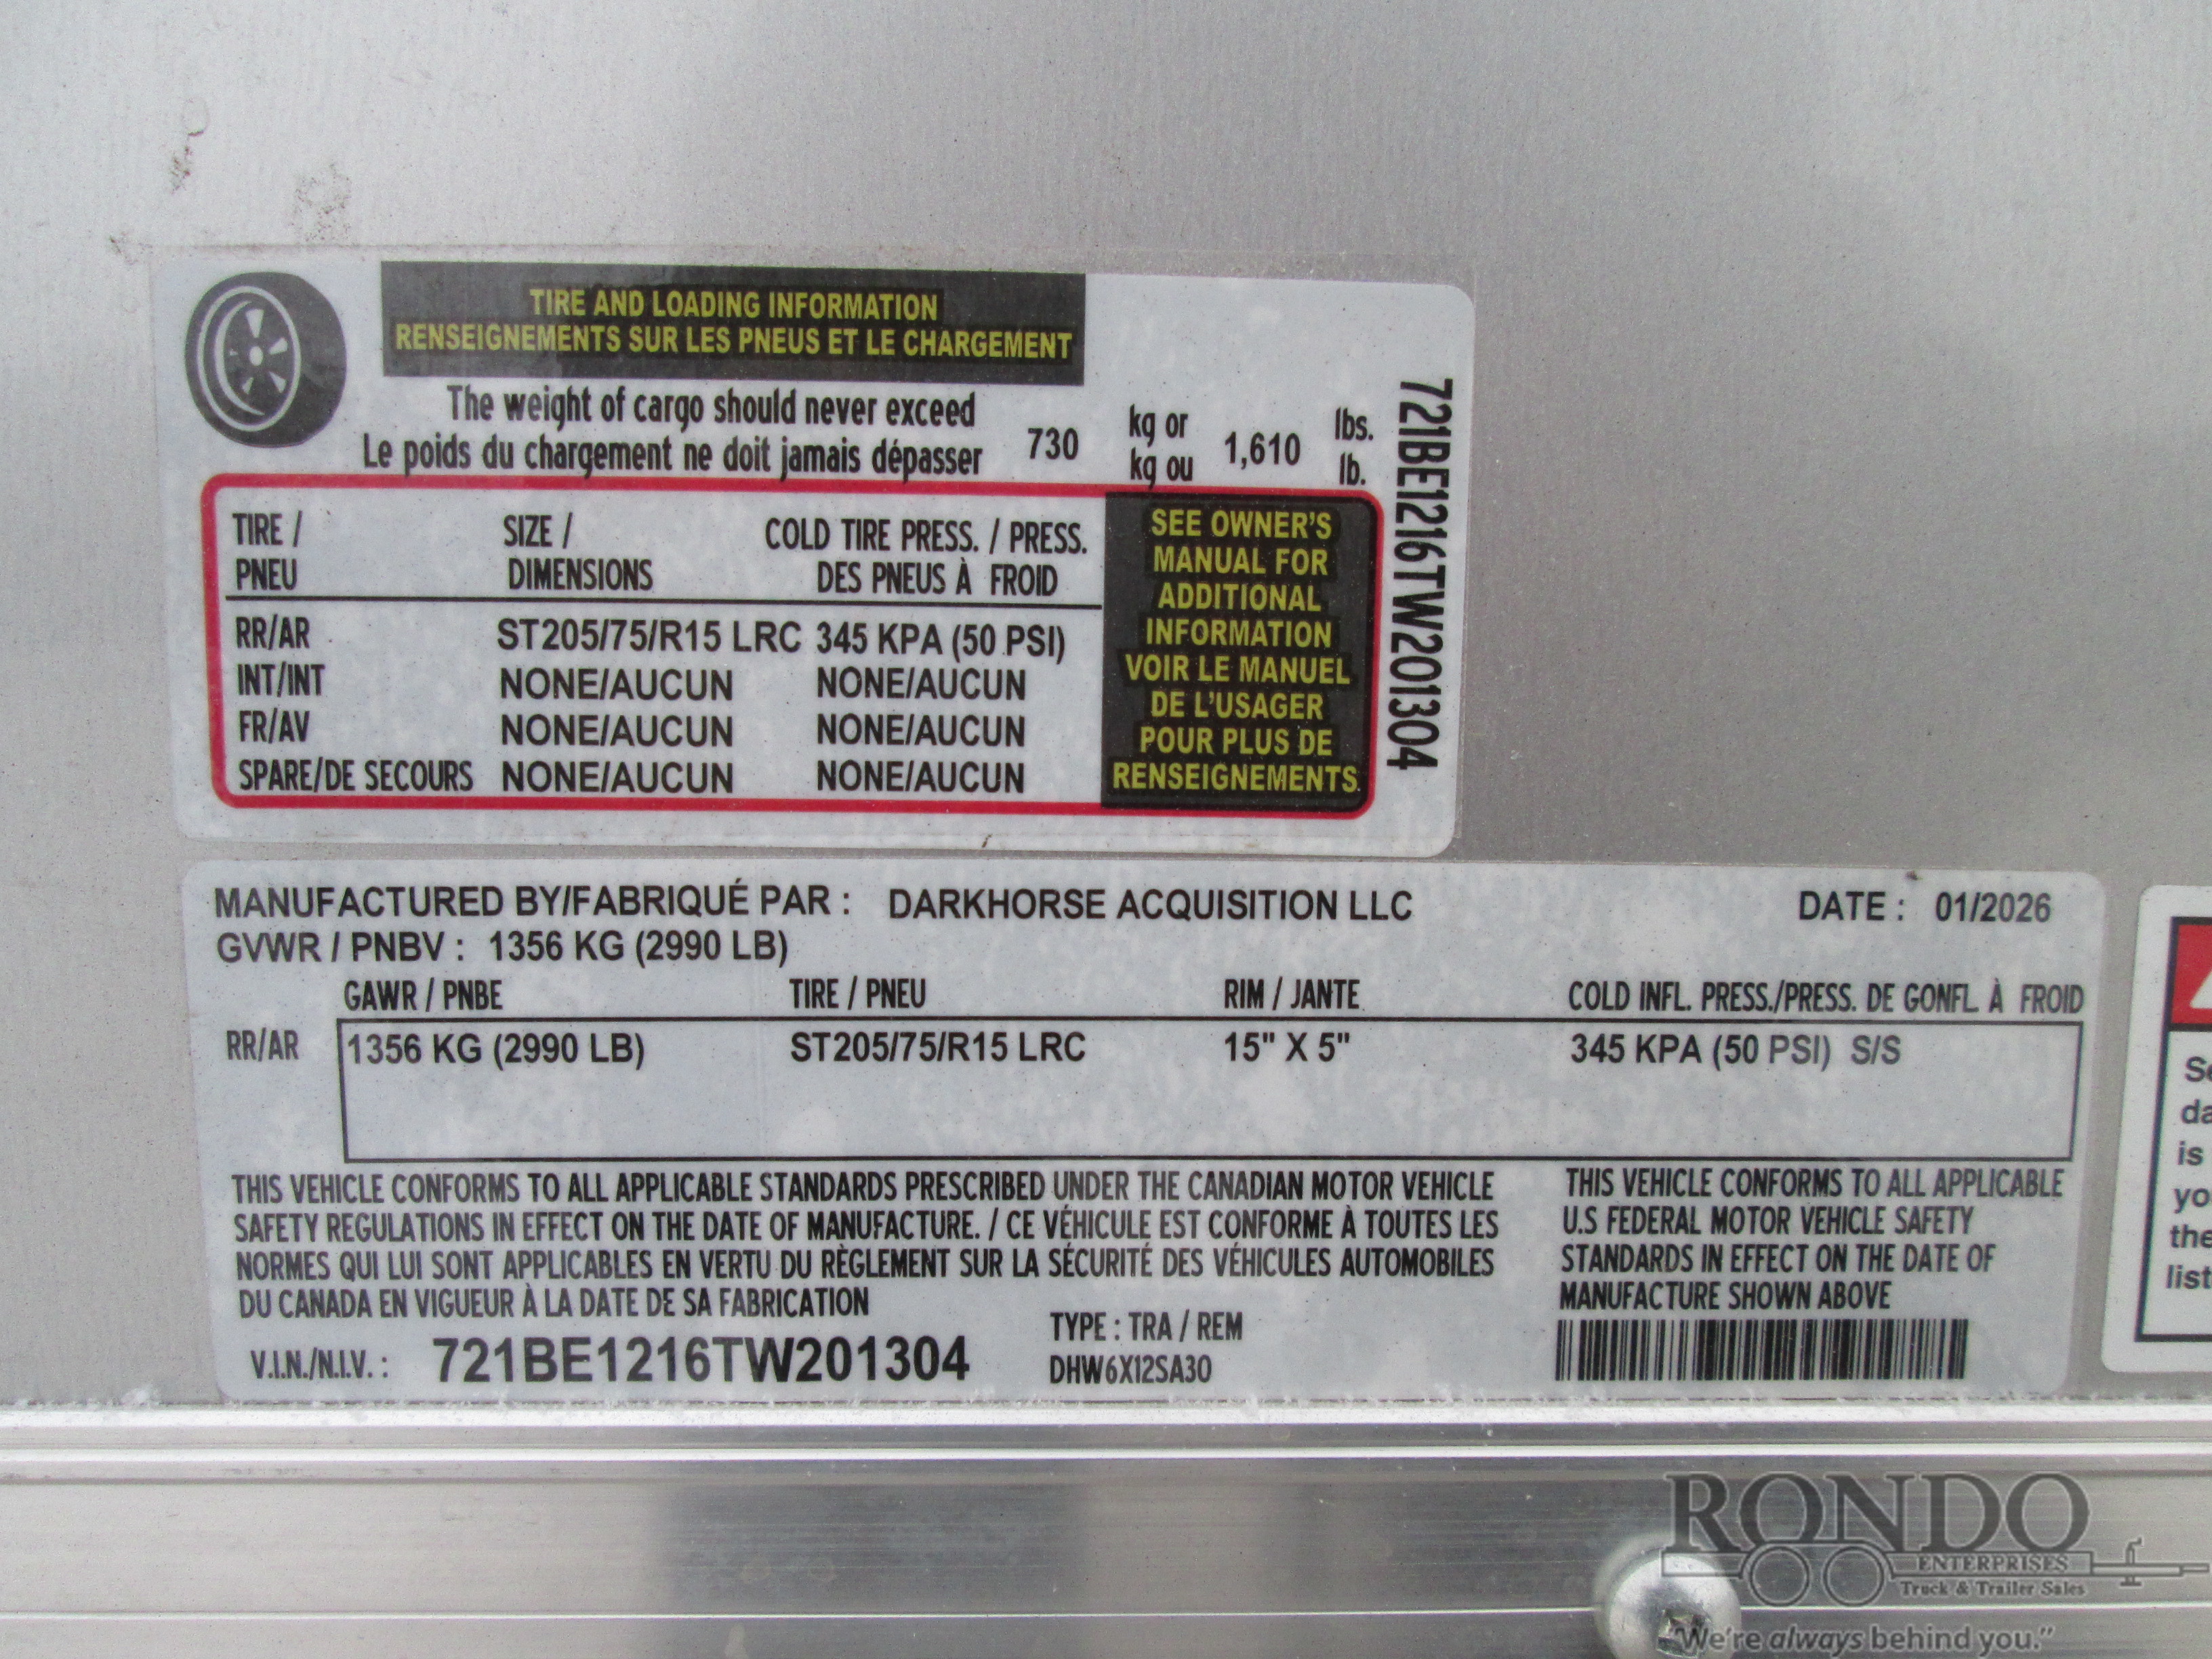 TIRE AND LOADING INFORMATION
RENSEIGNEMENTS SUR LES PNEUS ET LE CHARGEMENT
The weight of cargo should never exceed
Le poids du chargement ne doit jamais dépasser
730
kg or
kg ou
1,610
lbs.
lb.
TIRE / SIZE / COLD TIRE PRESS. / PRESS.
PNEU DIMENSIONS DES PNEUS À FROID
RR/AR ST205/75/R15 LRC 345 KPA (50 PSI)
INT/INT NONE/AUCUN NONE/AUCUN
FR/AV NONE/AUCUN NONE/AUCUN
SPARE/DE SECOURS NONE/AUCUN NONE/AUCUN
SEE OWNER'S
MANUAL FOR
ADDITIONAL
INFORMATION
VOIR LE MANUEL
DE L'USAGER
POUR PLUS DE
RENSEIGNEMENTS
721BE1216TW201304
MANUFACTURED BY/FABRIQUÉ PAR : DARKHORSE ACQUISITION LLC DATE : 01/2026
GVWR / PNBV : 1356 KG (2990 LB)
GAWR / PNBE TIRE / PNEU RIM / JANTE COLD INFL. PRESS./PRESS. DE GONFL. À FROID
RR/AR 1356 KG (2990 LB) ST205/75/R15 LRC 15" X 5" 345 KPA (50 PSI) S/S
THIS VEHICLE CONFORMS TO ALL APPLICABLE STANDARDS PRESCRIBED UNDER THE CANADIAN MOTOR VEHICLE
SAFETY REGULATIONS IN EFFECT ON THE DATE OF MANUFACTURE. / CE VÉHICULE EST CONFORME À TOUTES LES
NORMES QUI LUI SONT APPLICABLES EN VERTU DU RÈGLEMENT SUR LA SÉCURITÉ DES VÉHICULES AUTOMOBILES
DU CANADA EN VIGUEUR À LA DATE DE SA FABRICATION
THIS VEHICLE CONFORMS TO ALL APPLICABLE
U.S FEDERAL MOTOR VEHICLE SAFETY
STANDARDS IN EFFECT ON THE DATE OF
MANUFACTURE SHOWN ABOVE
V.I.N./N.I.V. : 721BE1216TW201304
TYPE : TRA / REM
DHW6X12SA30
is
the
list
RONDO
ENTERPRISES
Truck & Trailer Sales
"We're always behind you."